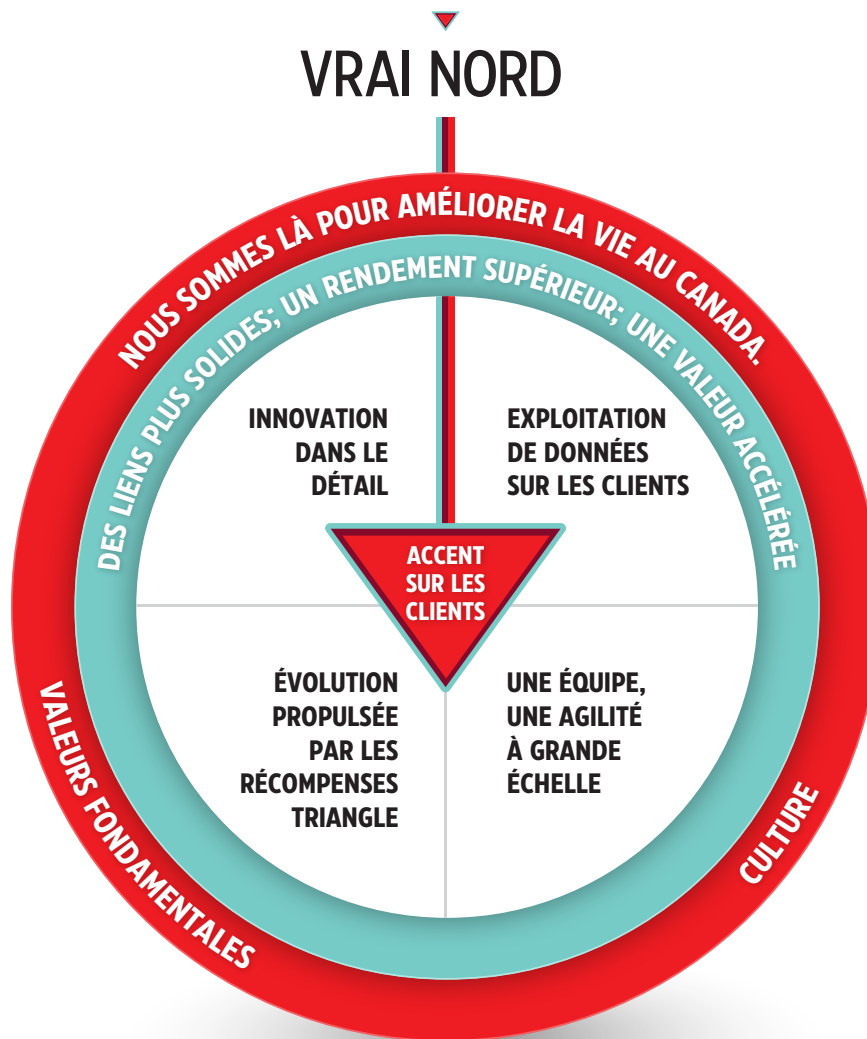 VRAI NORD
NOUS SOMMES LÀ POUR AMÉLIORER LA VIE AU CANADA.
DES LIENS PLUS SOLIDES; UN RENDEMENT SUPÉRIEUR; UNE VALEUR ACCÉLÉRÉE
INNOVATION
DANS LE
DÉTAIL
EXPLOITATION
DE DONNÉES
SUR LES CLIENTS
ACCENT
SUR LES
CLIENTS
ÉVOLUTION
PROPULSÉE
PAR LES
RÉCOMPENSES
TRIANGLE
UNE ÉQUIPE,
UNE AGILITÉ
À GRANDE
ÉCHELLE
VALEURS FONDAMENTALES
CULTURE